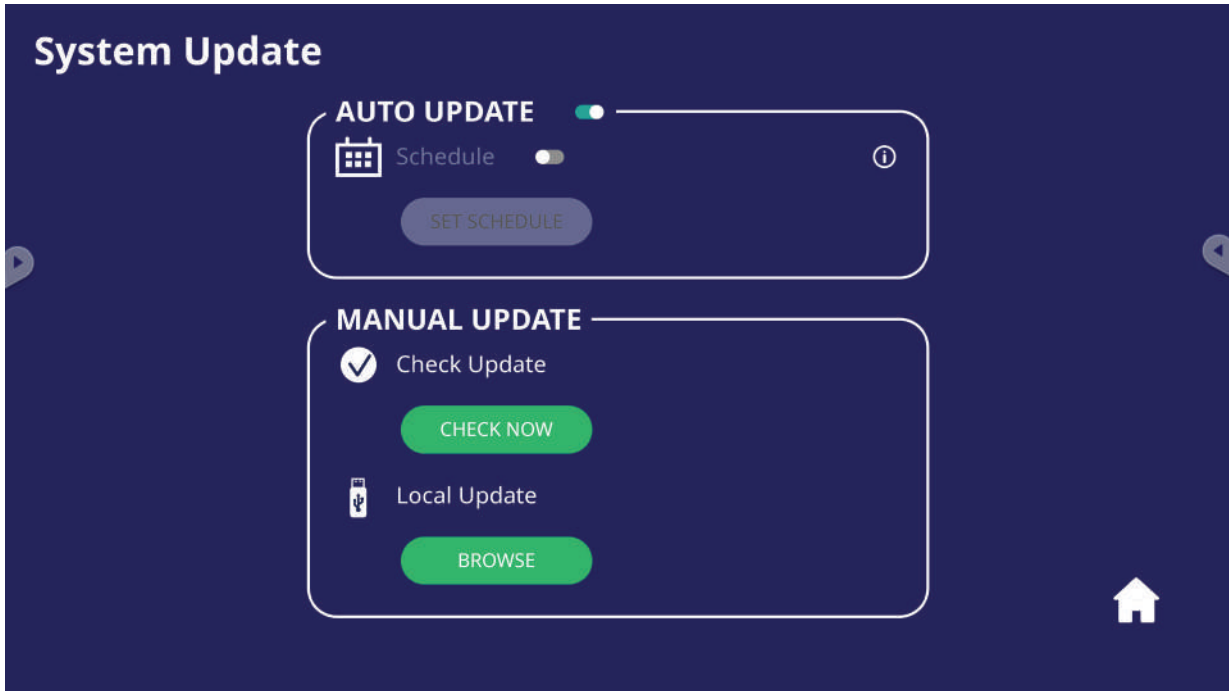 System Update
AUTO UPDATE
Schedule
SET SCHEDULE
MANUAL UPDATE
Check Update
CHECK NOW
Local Update
BROWSE